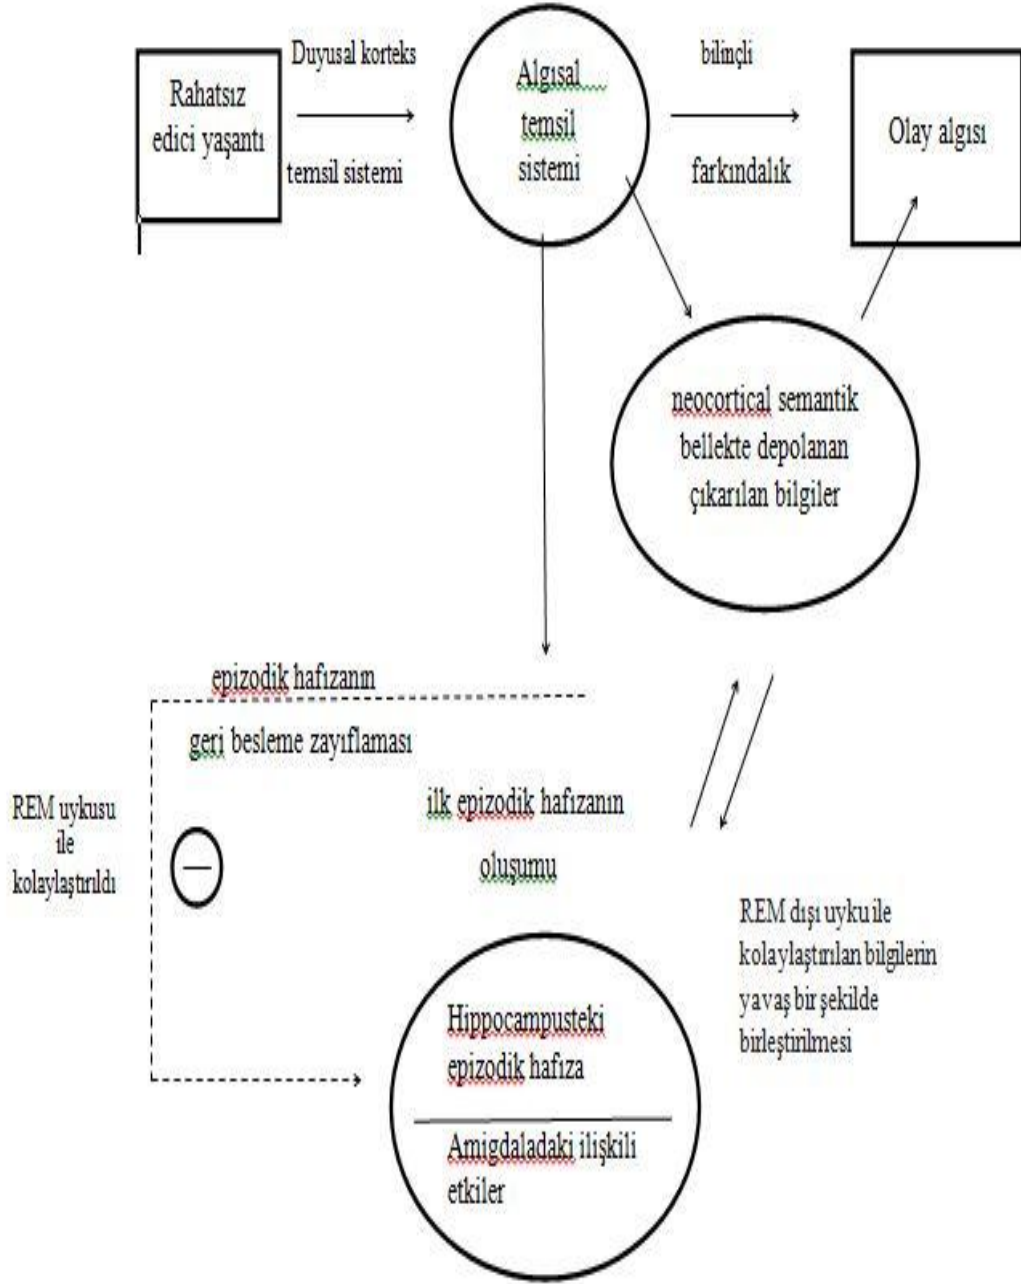 Rahatsız
edici yaşantı
Duyusal korteks
temsil sistemi
Algısal
temsil
sistemi
bilinçli
farkındalık
Olay algısı
neocortical semantik
bellekte depolanan
çıkarılan bilgiler
epizodik hafızanın
geri besleme zayıflaması
REM uykusu
ile
kolaylaştırıldı
ilk epizodik hafızanın
oluşumu
REM dışı uyku ile
kolaylaştırılan bilgilerin
yavaş bir şekilde
birleştirilmesi
Hippocampusteki
epizodik hafıza
Amigdaladaki ilişkili
etkiler